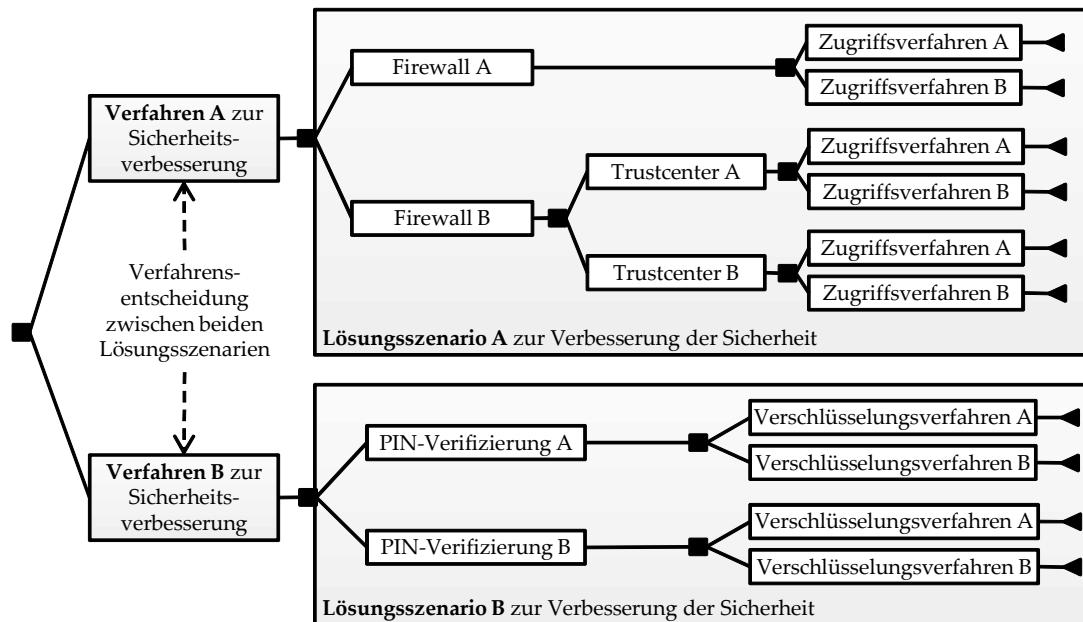 Verfahren A zur
Sicherheits-
verbesserung
Verfahrens-
entscheidung
zwischen beiden
Lösungsszenarien
Verfahren B zur
Sicherheits-
verbesserung
Firewall A
Zugriffsverfahren A
Zugriffsverfahren B
Firewall B
Trustcenter A
Zugriffsverfahren A
Zugriffsverfahren B
Trustcenter B
Zugriffsverfahren A
Zugriffsverfahren B
Lösungsszenario A zur Verbesserung der Sicherheit
PIN-Verifizierung A
Verschlüsselungsverfahren A
Verschlüsselungsverfahren B
PIN-Verifizierung B
Verschlüsselungsverfahren A
Verschlüsselungsverfahren B
Lösungsszenario B zur Verbesserung der Sicherheit